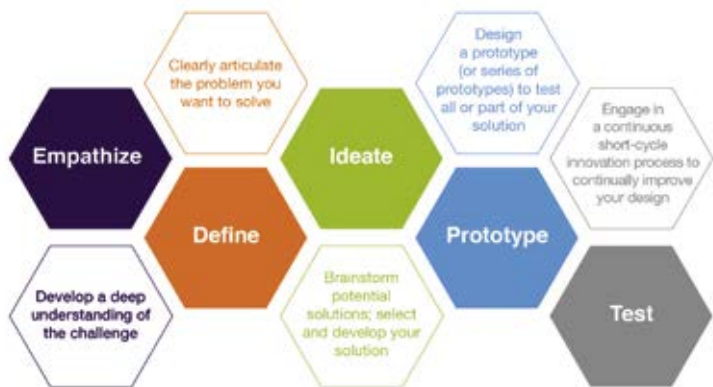 Empathize
Develop a deep
understanding of
the challenge
Clearly articulate
the problem you
want to solve
Define
Ideate
Brainstorm
potential
solutions; select
and develop your
solution
Design
a prototype
(or series of
prototypes) to test
all or part of your
solution
Prototype
Engage in
a continuous
short-cycle
innovation process to
continually improve
your design
Test